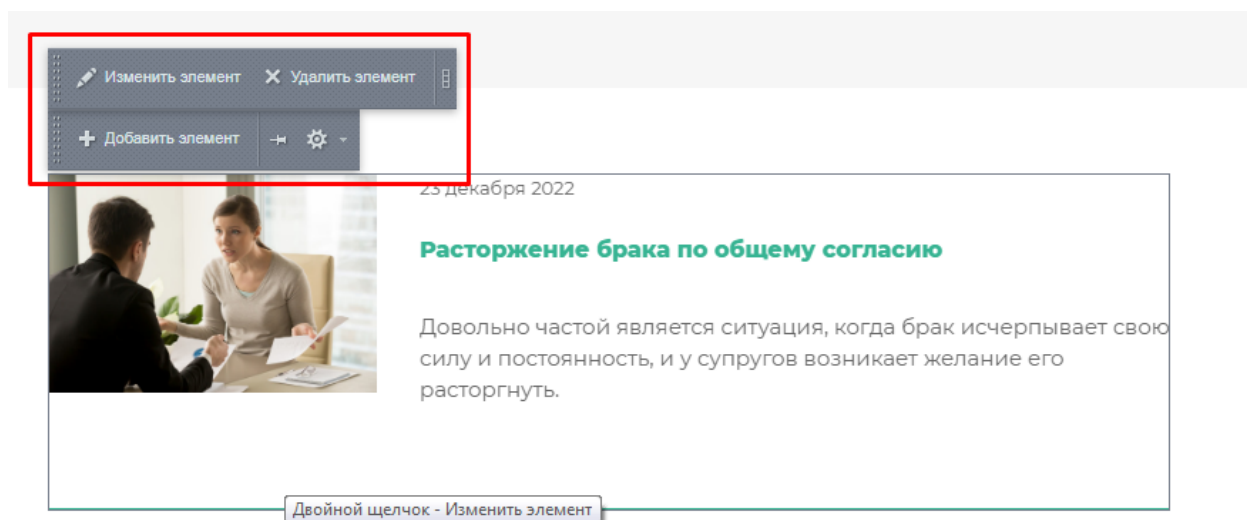 Изменить элемент Удалить элемент
Добавить элемент
23 декабря 2022
Расторжение брака по общему согласию
Довольно частой является ситуация, когда брак исчерпывает свою
силу и постоянность, и у супругов возникает желание его
расторгнуть.
Двойной щелчок - Изменить элемент